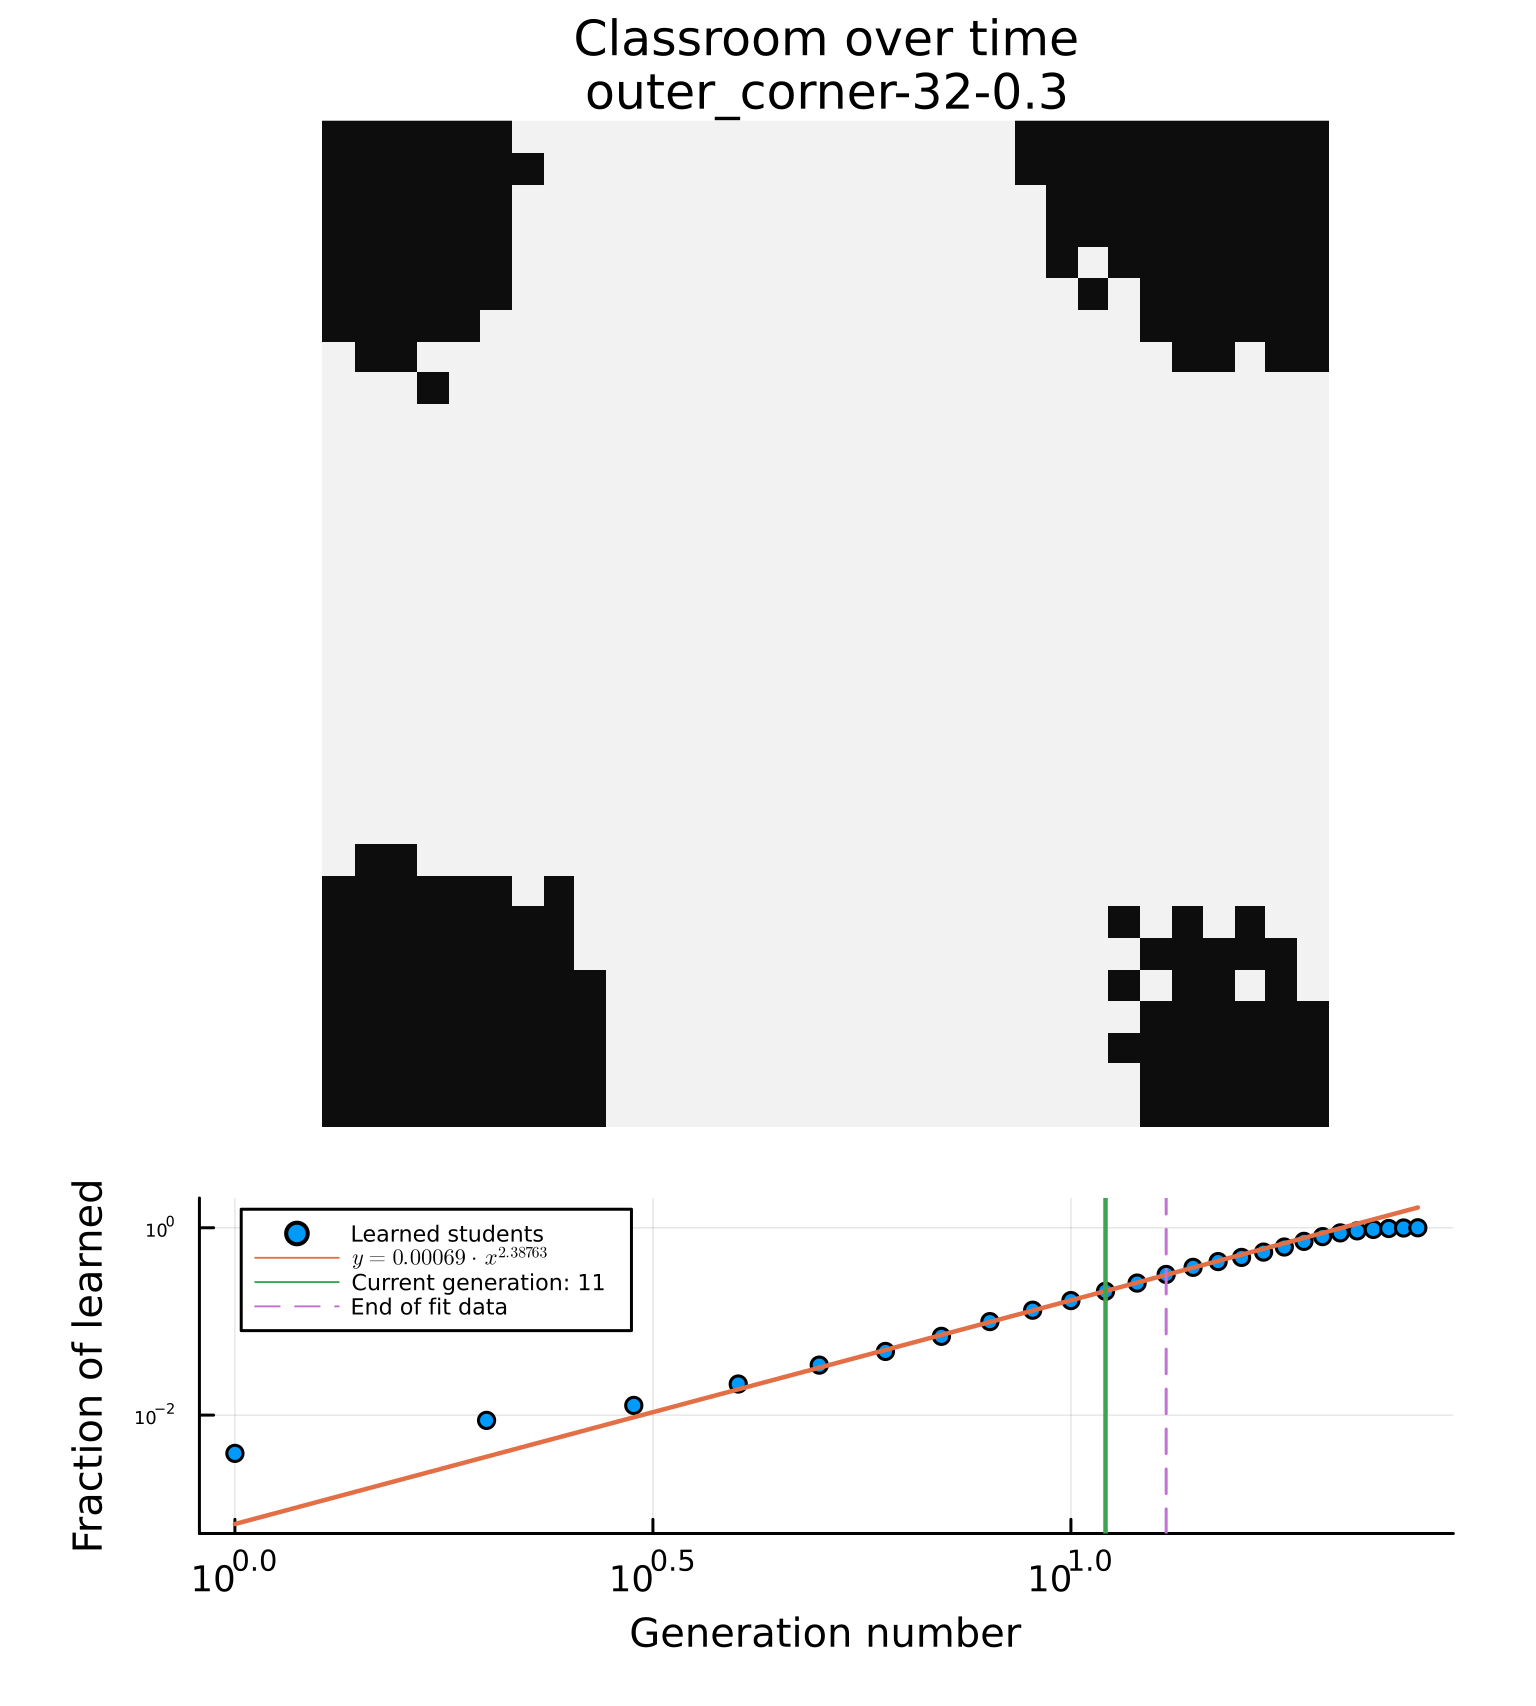 Classroom over time
outer_corner-32-0.3
Fraction of learned
10^0
10^−2
Learned students
y = 0.00069 · x^2.38763
Current generation: 11
End of fit data
10^0.0
10^0.5
10^1.0
Generation number